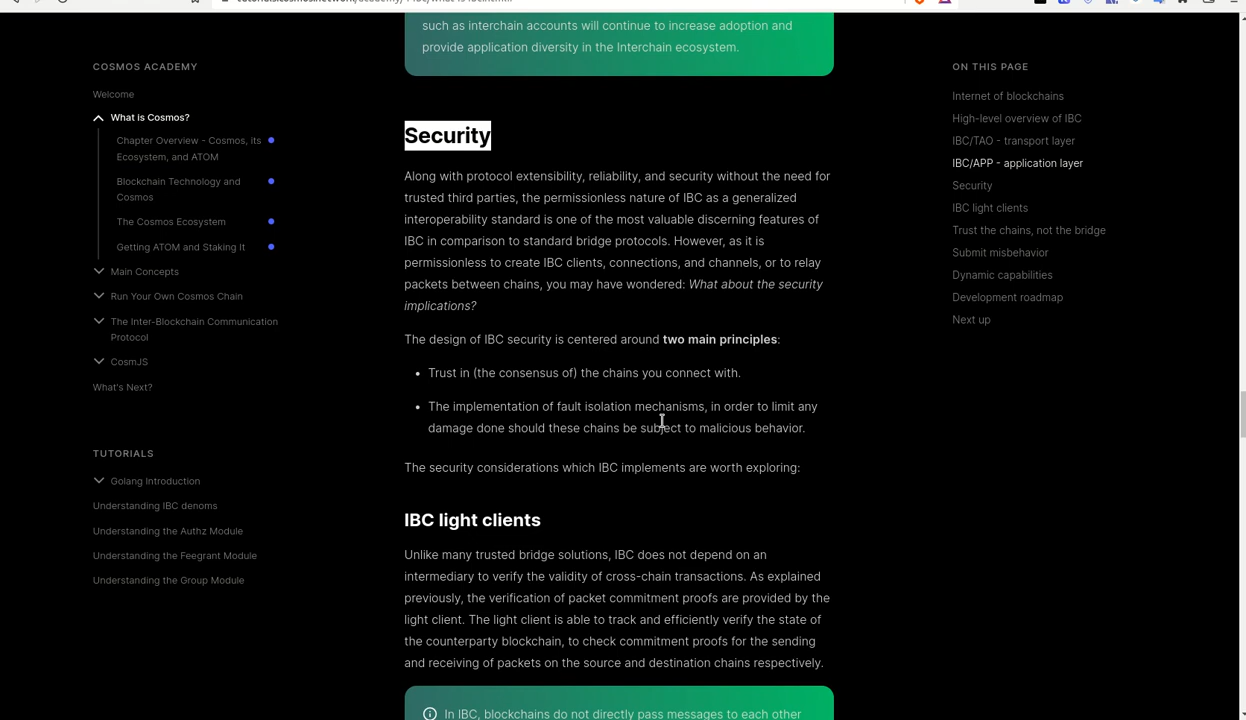 such as interchain accounts will continue to increase adoption and
provide application diversity in the Interchain ecosystem.
COSMOS ACADEMY
Welcome
What is Cosmos?
Chapter Overview - Cosmos, its
Ecosystem, and ATOM
Blockchain Technology and
Cosmos
The Cosmos Ecosystem
Getting ATOM and Staking It
Main Concepts
Run Your Own Cosmos Chain
The Inter-Blockchain Communication
Protocol
CosmJS
What's Next?
TUTORIALS
Golang Introduction
Understanding IBC denoms
Understanding the Authz Module
Understanding the Feegrant Module
Understanding the Group Module
Security
Along with protocol extensibility, reliability, and security without the need for
trusted third parties, the permissionless nature of IBC as a generalized
interoperability standard is one of the most valuable discerning features of
IBC in comparison to standard bridge protocols. However, as it is
permissionless to create IBC clients, connections, and channels, or to relay
packets between chains, you may have wondered: What about the security
implications?
The design of IBC security is centered around two main principles:
• Trust in (the consensus of) the chains you connect with.
• The implementation of fault isolation mechanisms, in order to limit any
damage done should these chains be subject to malicious behavior.
The security considerations which IBC implements are worth exploring:
IBC light clients
Unlike many trusted bridge solutions, IBC does not depend on an
intermediary to verify the validity of cross-chain transactions. As explained
previously, the verification of packet commitment proofs are provided by the
light client. The light client is able to track and efficiently verify the state of
the counterparty blockchain, to check commitment proofs for the sending
and receiving of packets on the source and destination chains respectively.
In IBC, blockchains do not directly pass messages to each other
ON THIS PAGE
Internet of blockchains
High-level overview of IBC
IBC/TAO - transport layer
IBC/APP - application layer
Security
IBC light clients
Trust the chains, not the bridge
Submit misbehavior
Dynamic capabilities
Development roadmap
Next up